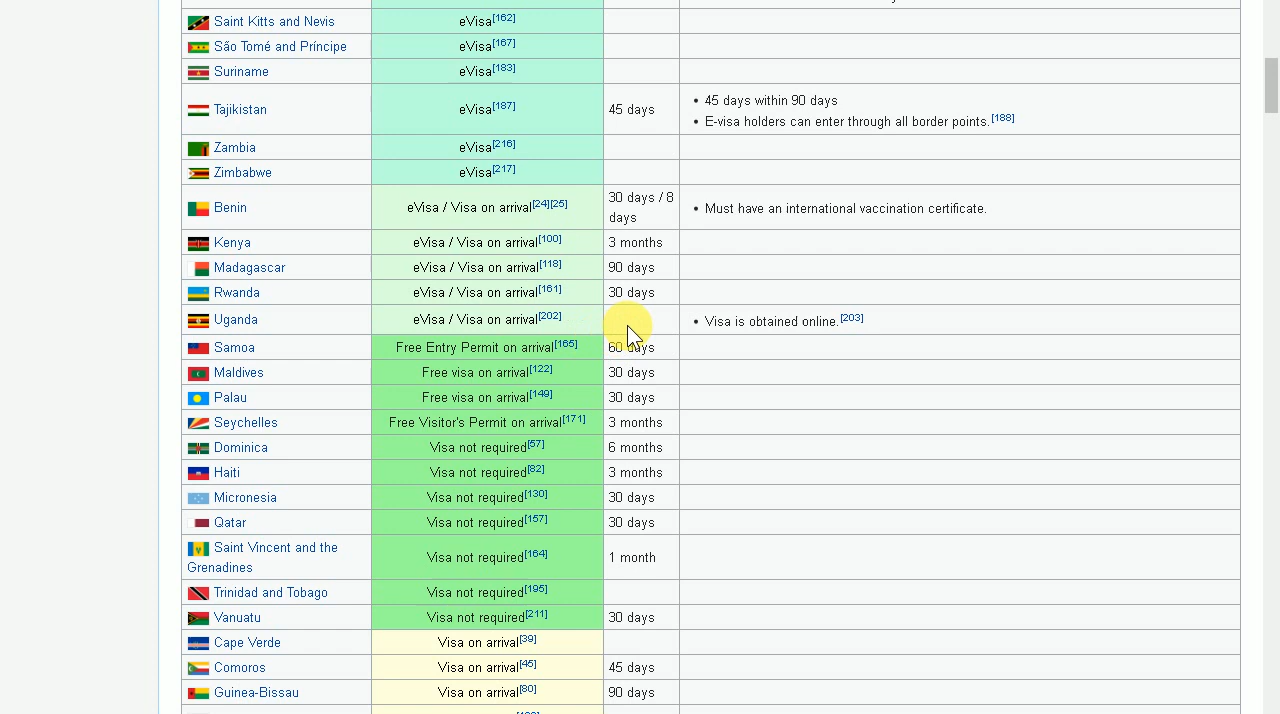 Saint Kitts and Nevis eVisa[162]
São Tomé and Príncipe eVisa[167]
Suriname eVisa[183]
Tajikistan eVisa[187] 45 days • 45 days within 90 days
• E-visa holders can enter through all border points.[188]
Zambia eVisa[216]
Zimbabwe eVisa[217]
Benin eVisa / Visa on arrival[24][25] 30 days / 8 days • Must have an international vaccination certificate.
Kenya eVisa / Visa on arrival[100] 3 months
Madagascar eVisa / Visa on arrival[118] 90 days
Rwanda eVisa / Visa on arrival[161] 30 days
Uganda eVisa / Visa on arrival[202] • Visa is obtained online.[203]
Samoa Free Entry Permit on arrival[165] 60 days
Maldives Free visa on arrival[122] 30 days
Palau Free visa on arrival[149] 30 days
Seychelles Free Visitor's Permit on arrival[171] 3 months
Dominica Visa not required[57] 6 months
Haiti Visa not required[82] 3 months
Micronesia Visa not required[130] 30 days
Qatar Visa not required[157] 30 days
Saint Vincent and the Grenadines Visa not required[164] 1 month
Trinidad and Tobago Visa not required[195]
Vanuatu Visa not required[211] 30 days
Cape Verde Visa on arrival[39]
Comoros Visa on arrival[45] 45 days
Guinea-Bissau Visa on arrival[80] 90 days